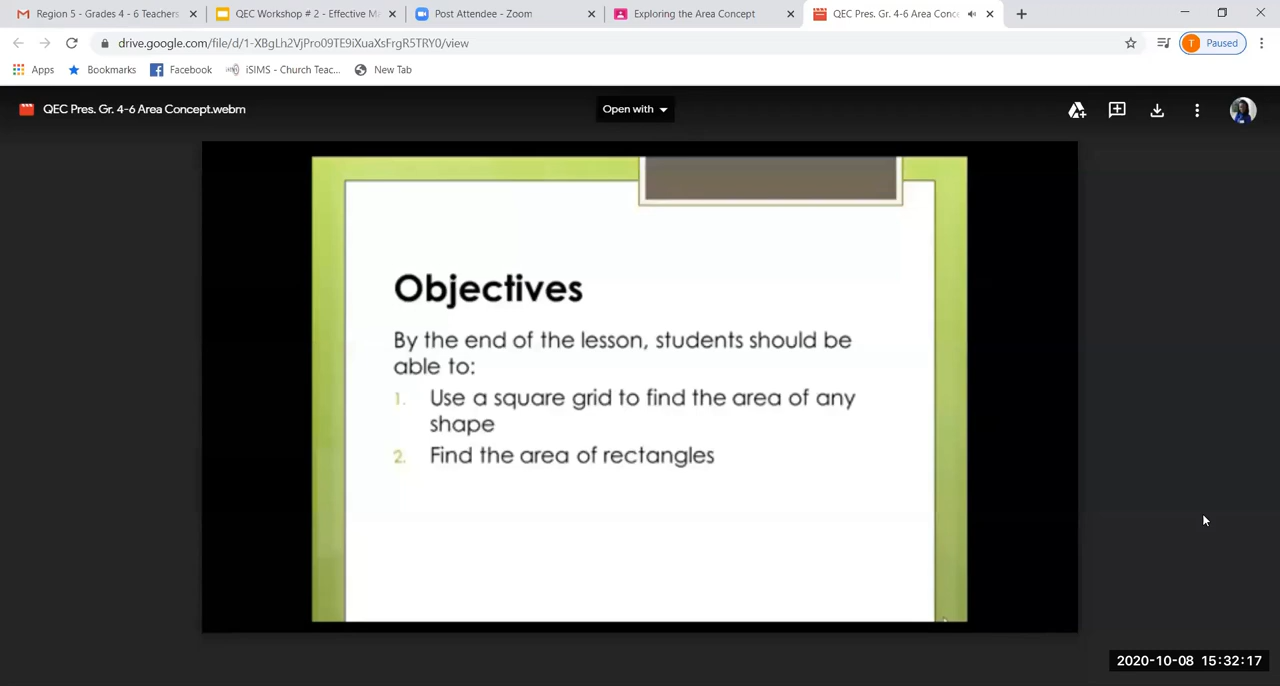 Region 5 - Grades 4 - 6 Teachers
QEC Workshop # 2 - Effective M
Post Attendee - Zoom
Exploring the Area Concept
QEC Pres. Gr. 4-6 Area Conc
drive.google.com/file/d/1-XBgLh2VjPro09TE9iXuaXsFrgR5TRY0/view
T
Paused
Apps
Bookmarks
Facebook
iSIMS - Church Teac...
New Tab
QEC Pres. Gr. 4-6 Area Concept.webm
Open with
Objectives
By the end of the lesson, students should be
able to:
1. Use a square grid to find the area of any
shape
2. Find the area of rectangles
2020-10-08 15:32:17